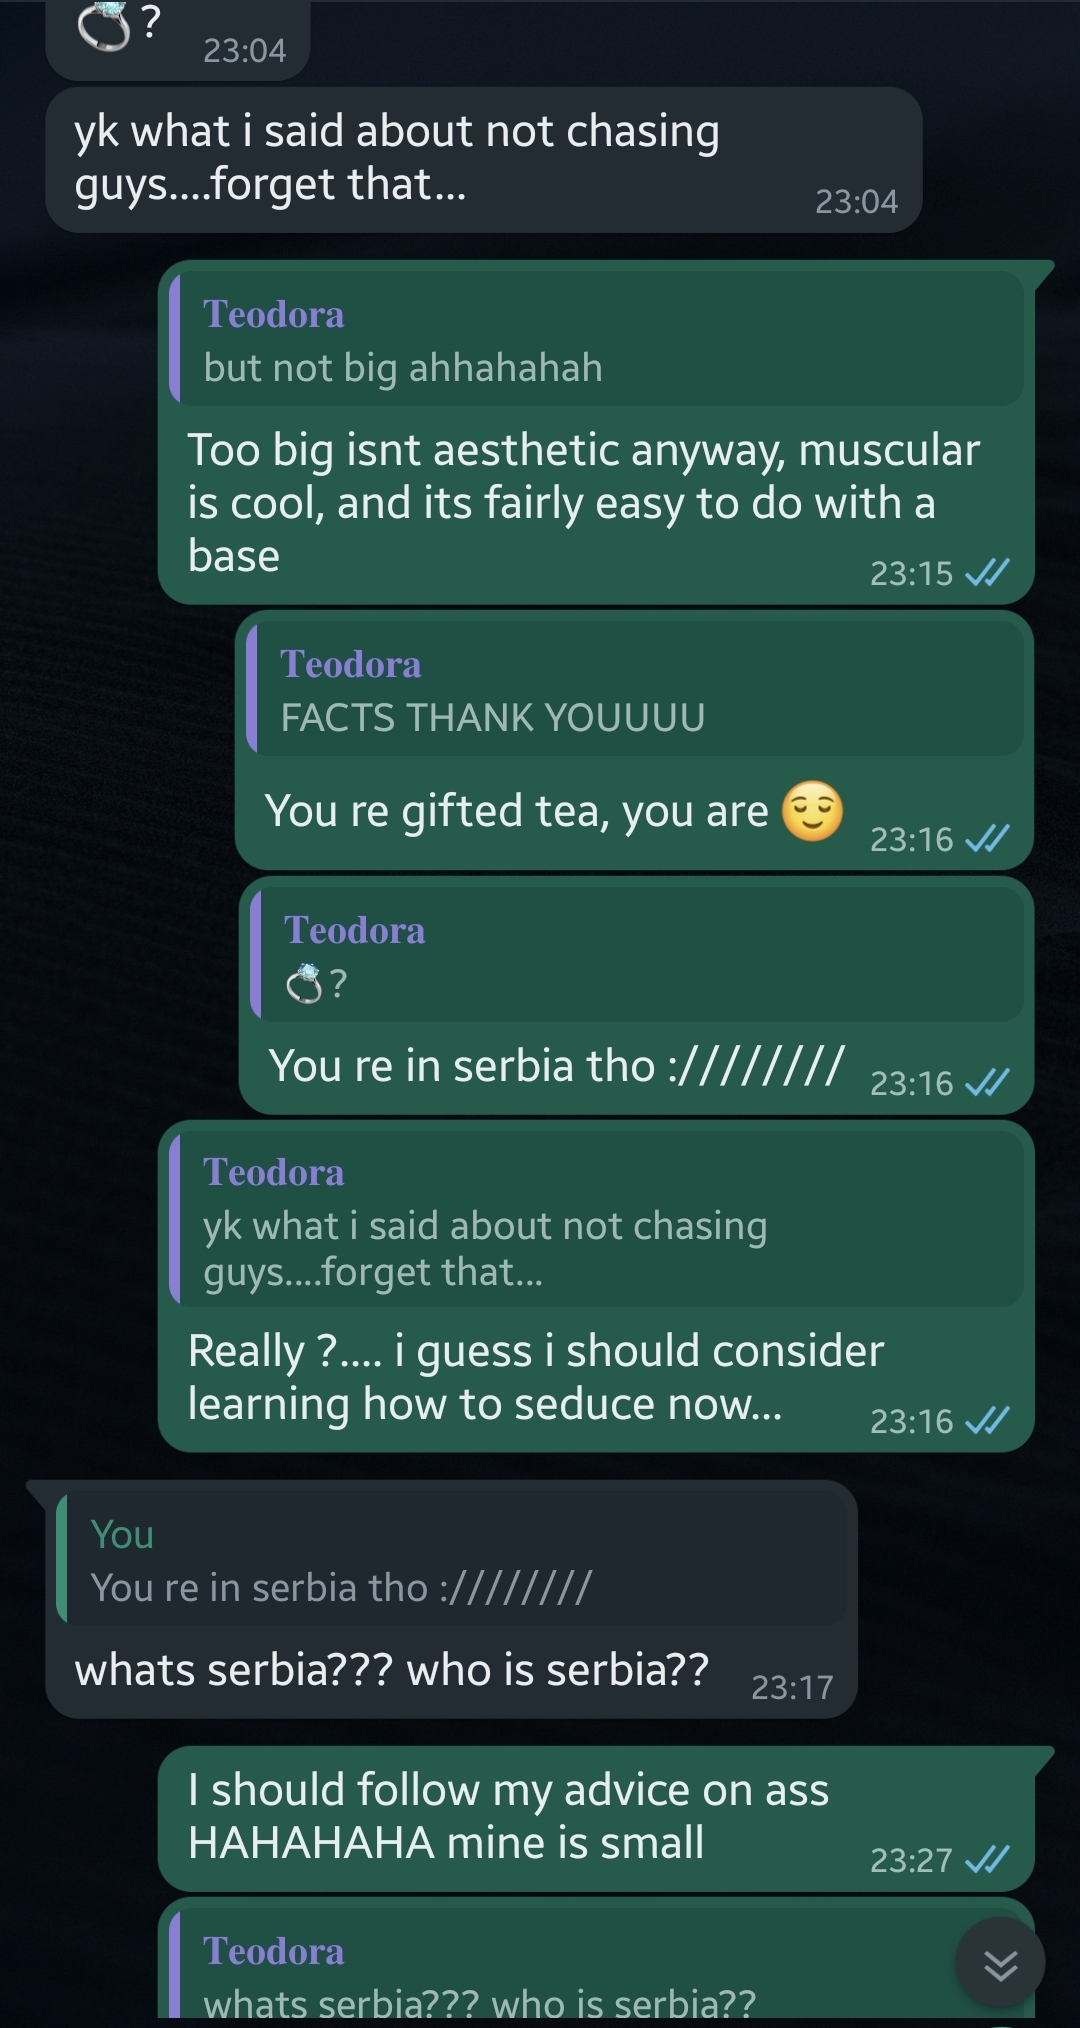 💍?
23:04
yk what i said about not chasing
guys....forget that...
23:04
Teodora
but not big ahhahahah
Too big isnt aesthetic anyway, muscular
is cool, and its fairly easy to do with a
base
23:15
Teodora
FACTS THANK YOUUUU
You re gifted tea, you are 😌
23:16
Teodora
💍?
You re in serbia tho :////////
23:16
Teodora
yk what i said about not chasing
guys....forget that...
Really ?.... i guess i should consider
learning how to seduce now...
23:16
You
You re in serbia tho :////////
whats serbia??? who is serbia??
23:17
I should follow my advice on ass
HAHAHAHA mine is small
23:27
Teodora
whats serbia??? who is serbia??